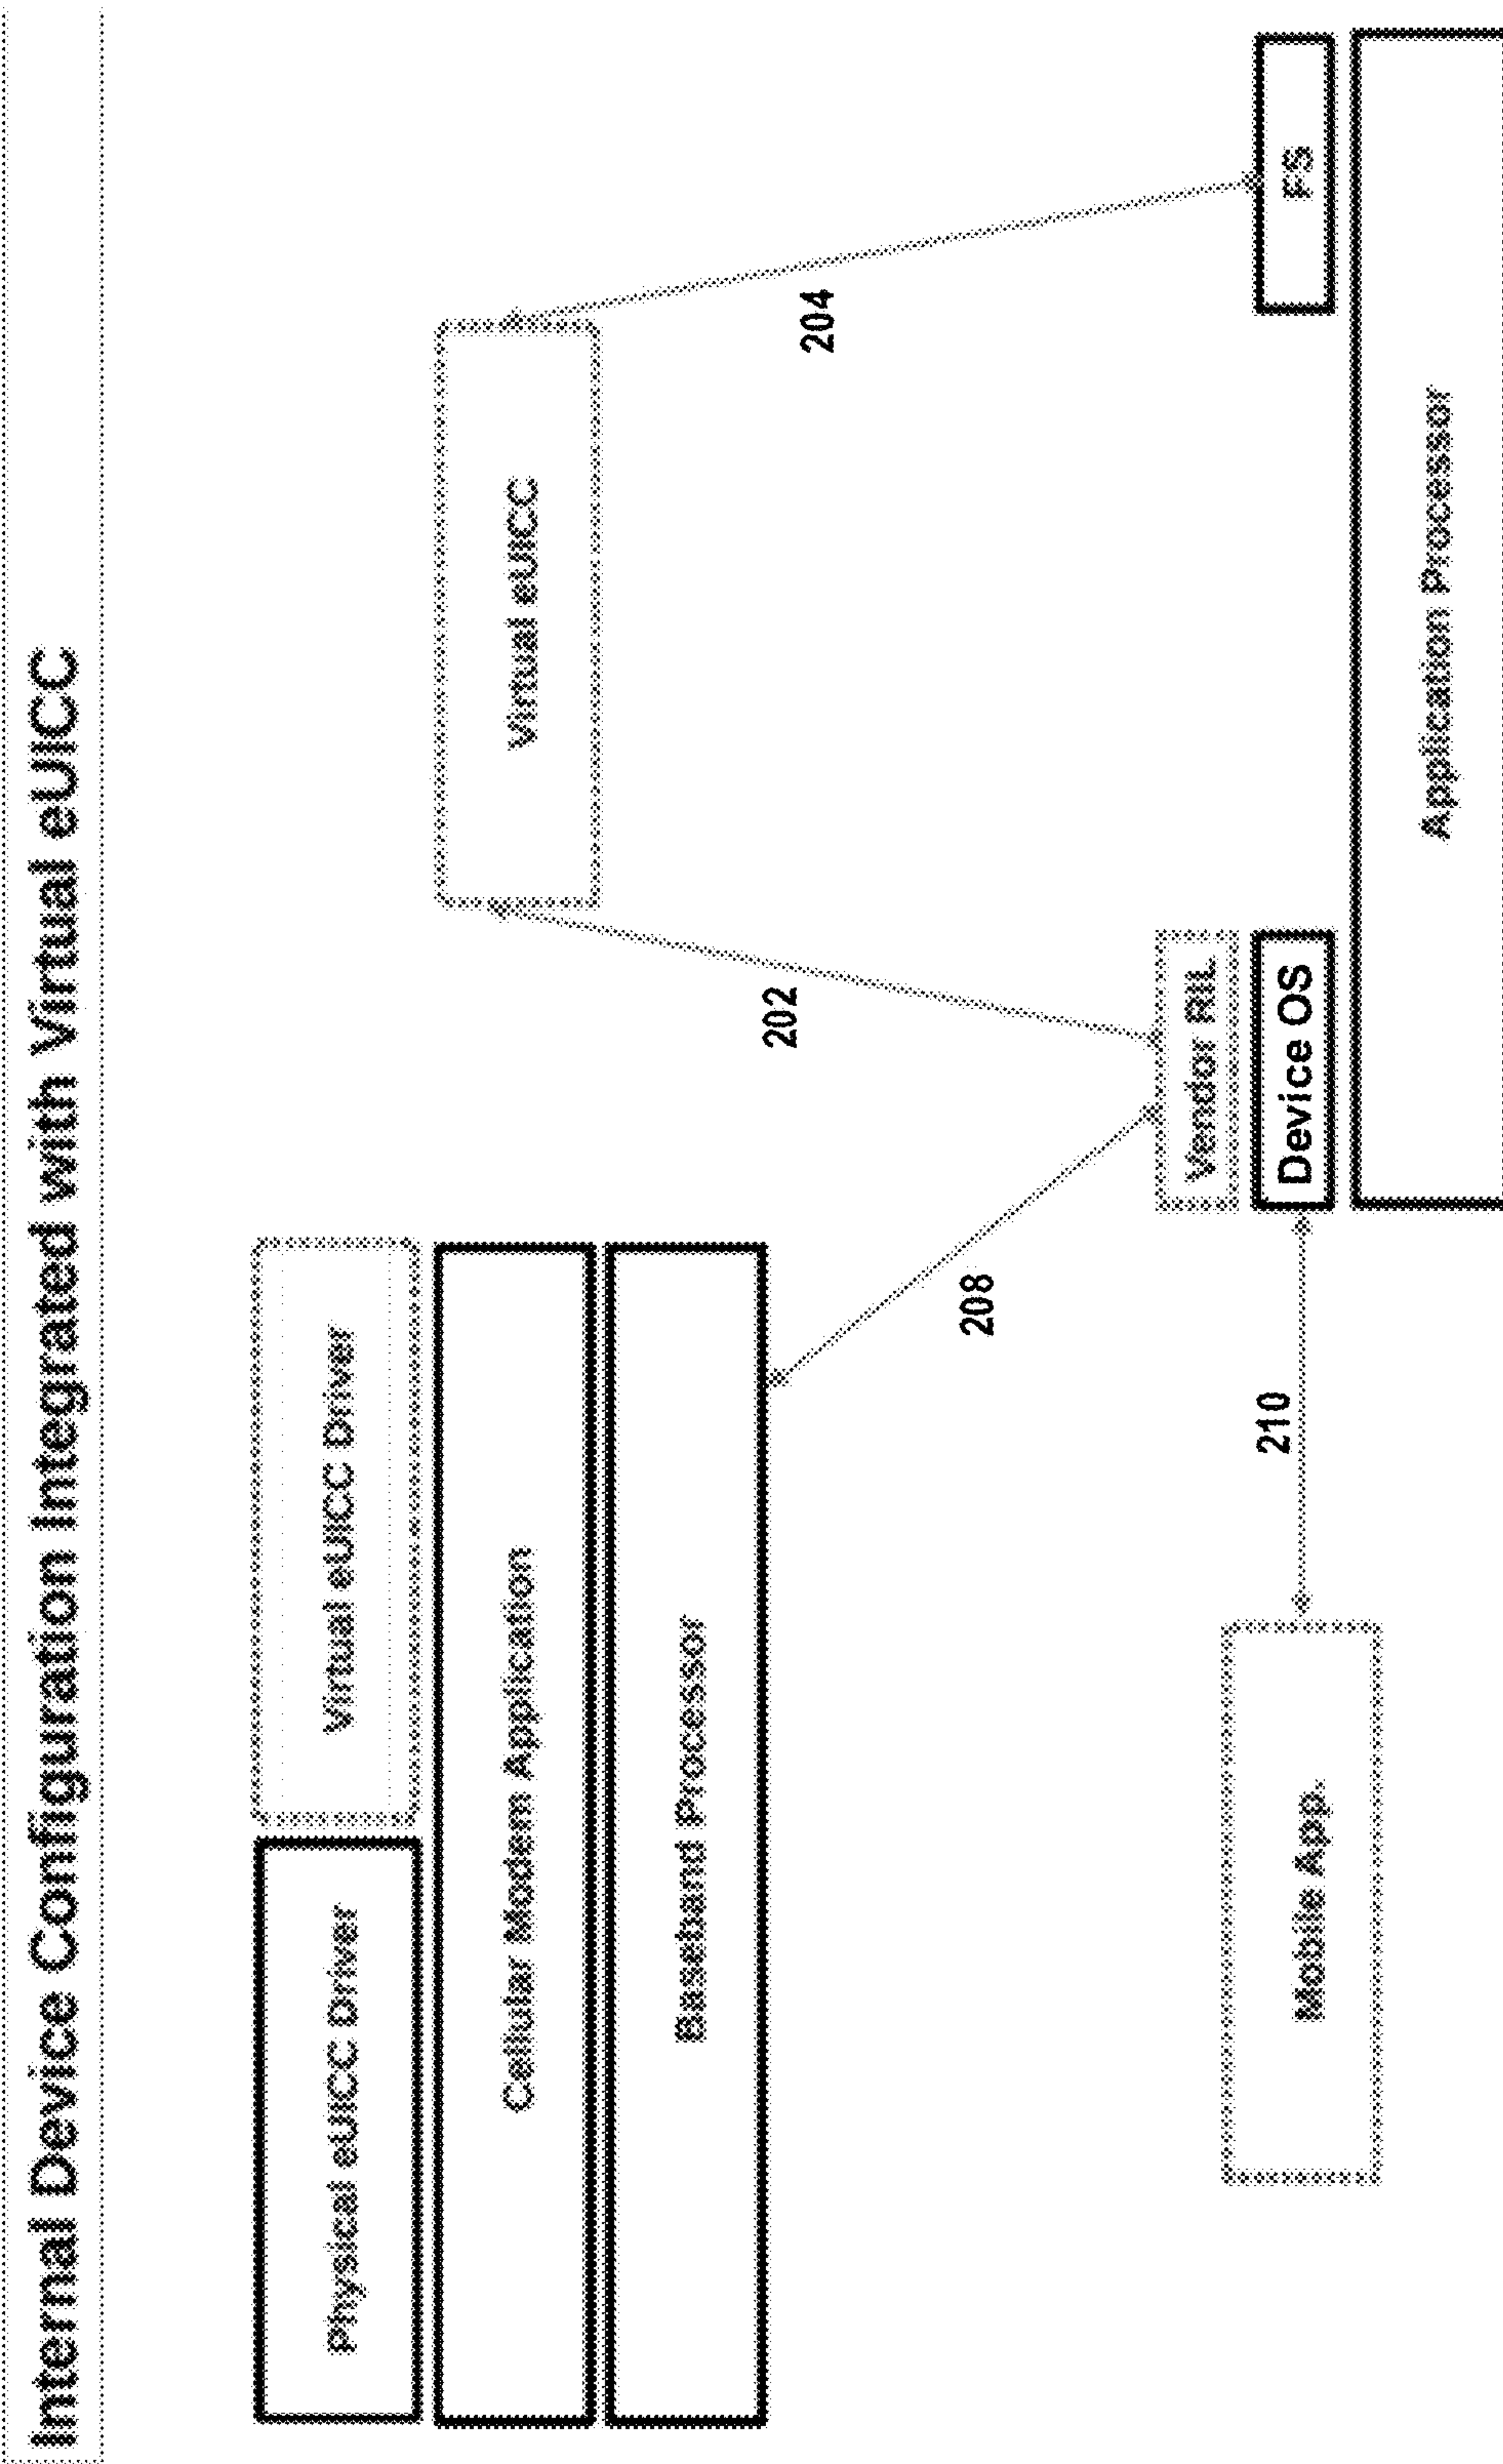 Internal Device Configuration Integrated with Virtual eUICC
Physical eUICC Driver
Virtual eUICC Driver
Cellular Modem Application
Virtual eUICC
Baseband Processor
202
204
208
Vendor RIL
210
Device OS
FS
Mobile App.
Application Processor